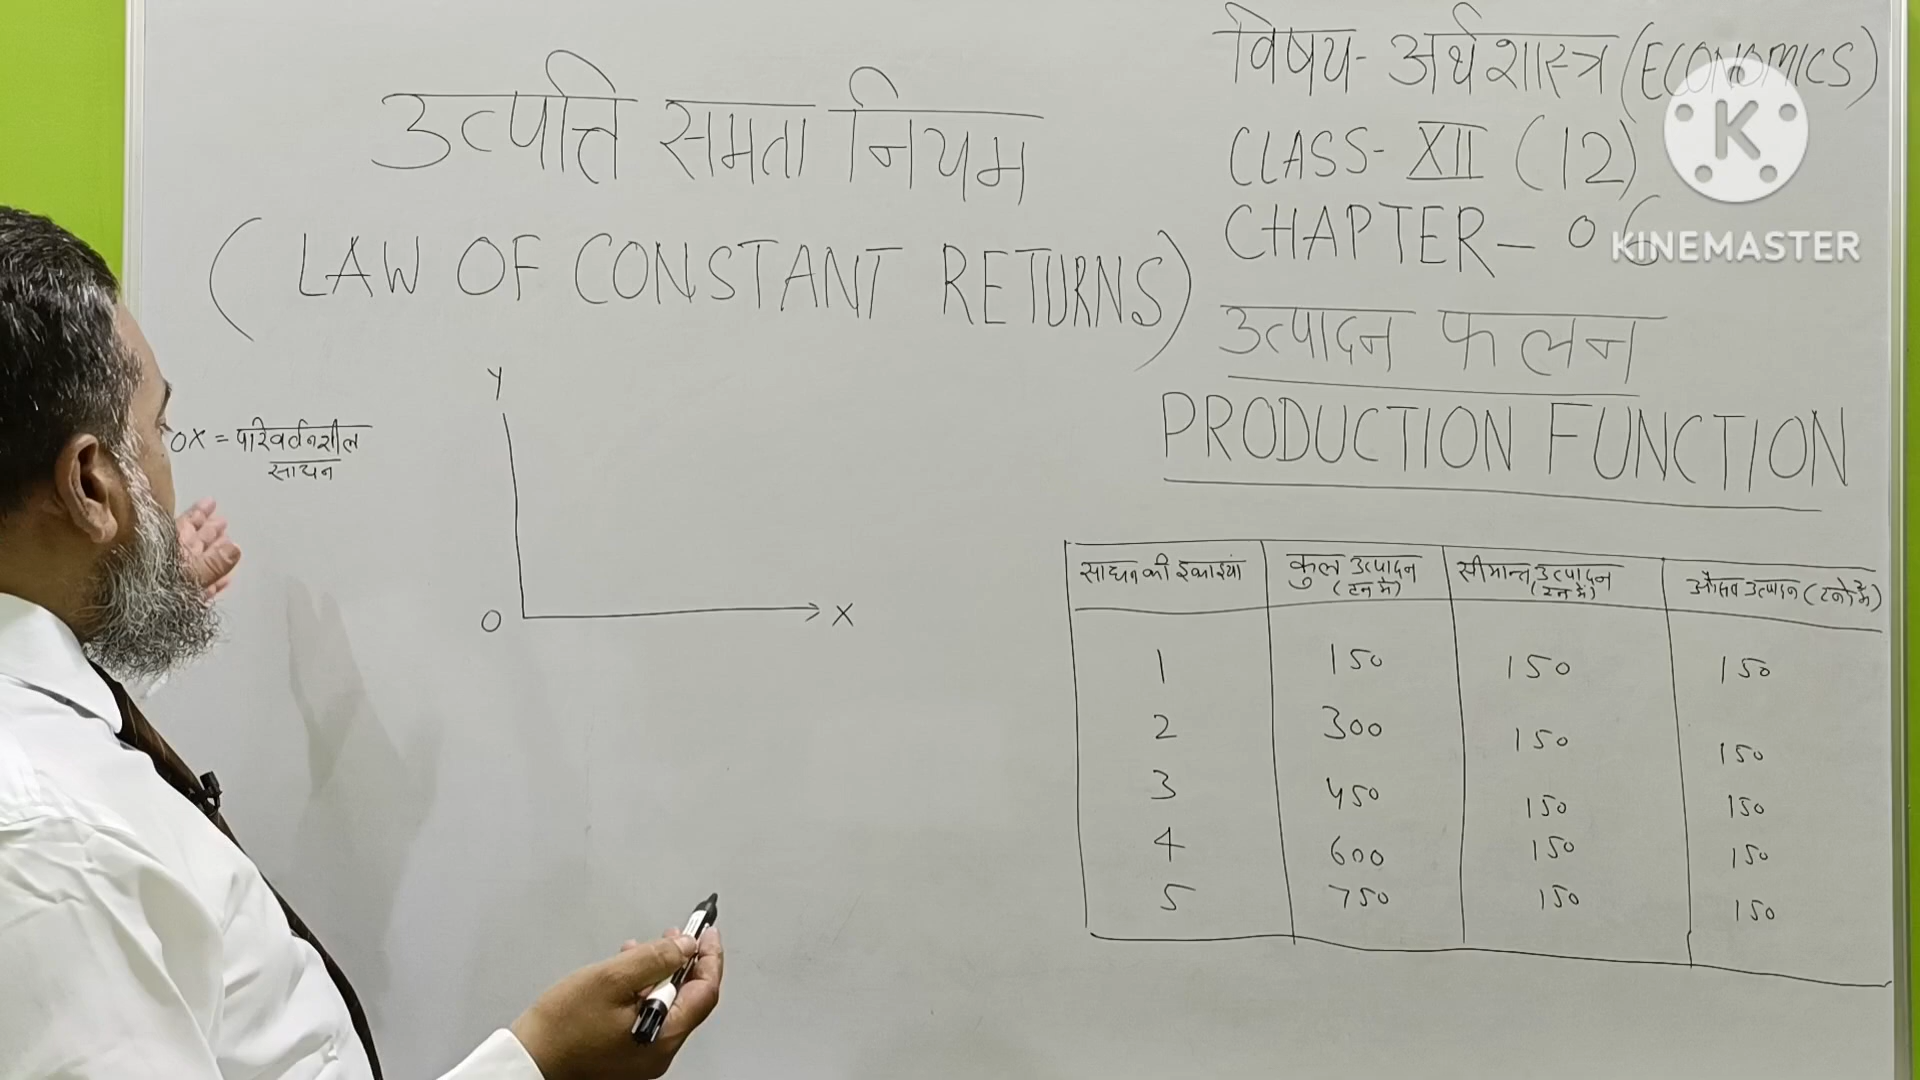 उत्पत्ति समता नियम
( LAW OF CONSTANT RETURNS)
विषय- अर्थशास्त्र (ECONOMICS)
CLASS- XII (12)
CHAPTER- 06
उत्पादन फलन
PRODUCTION FUNCTION
KINEMASTER
OX = परिवर्तनशील
साधन
Y
O
X
साधन की इकाइयां कुल उत्पादन (टन में) सीमान्त उत्पादन (टन में) औसत उत्पादन (टनो में)
1 150 150 150
2 300 150 150
3 450 150 150
4 600 150 150
5 750 150 150